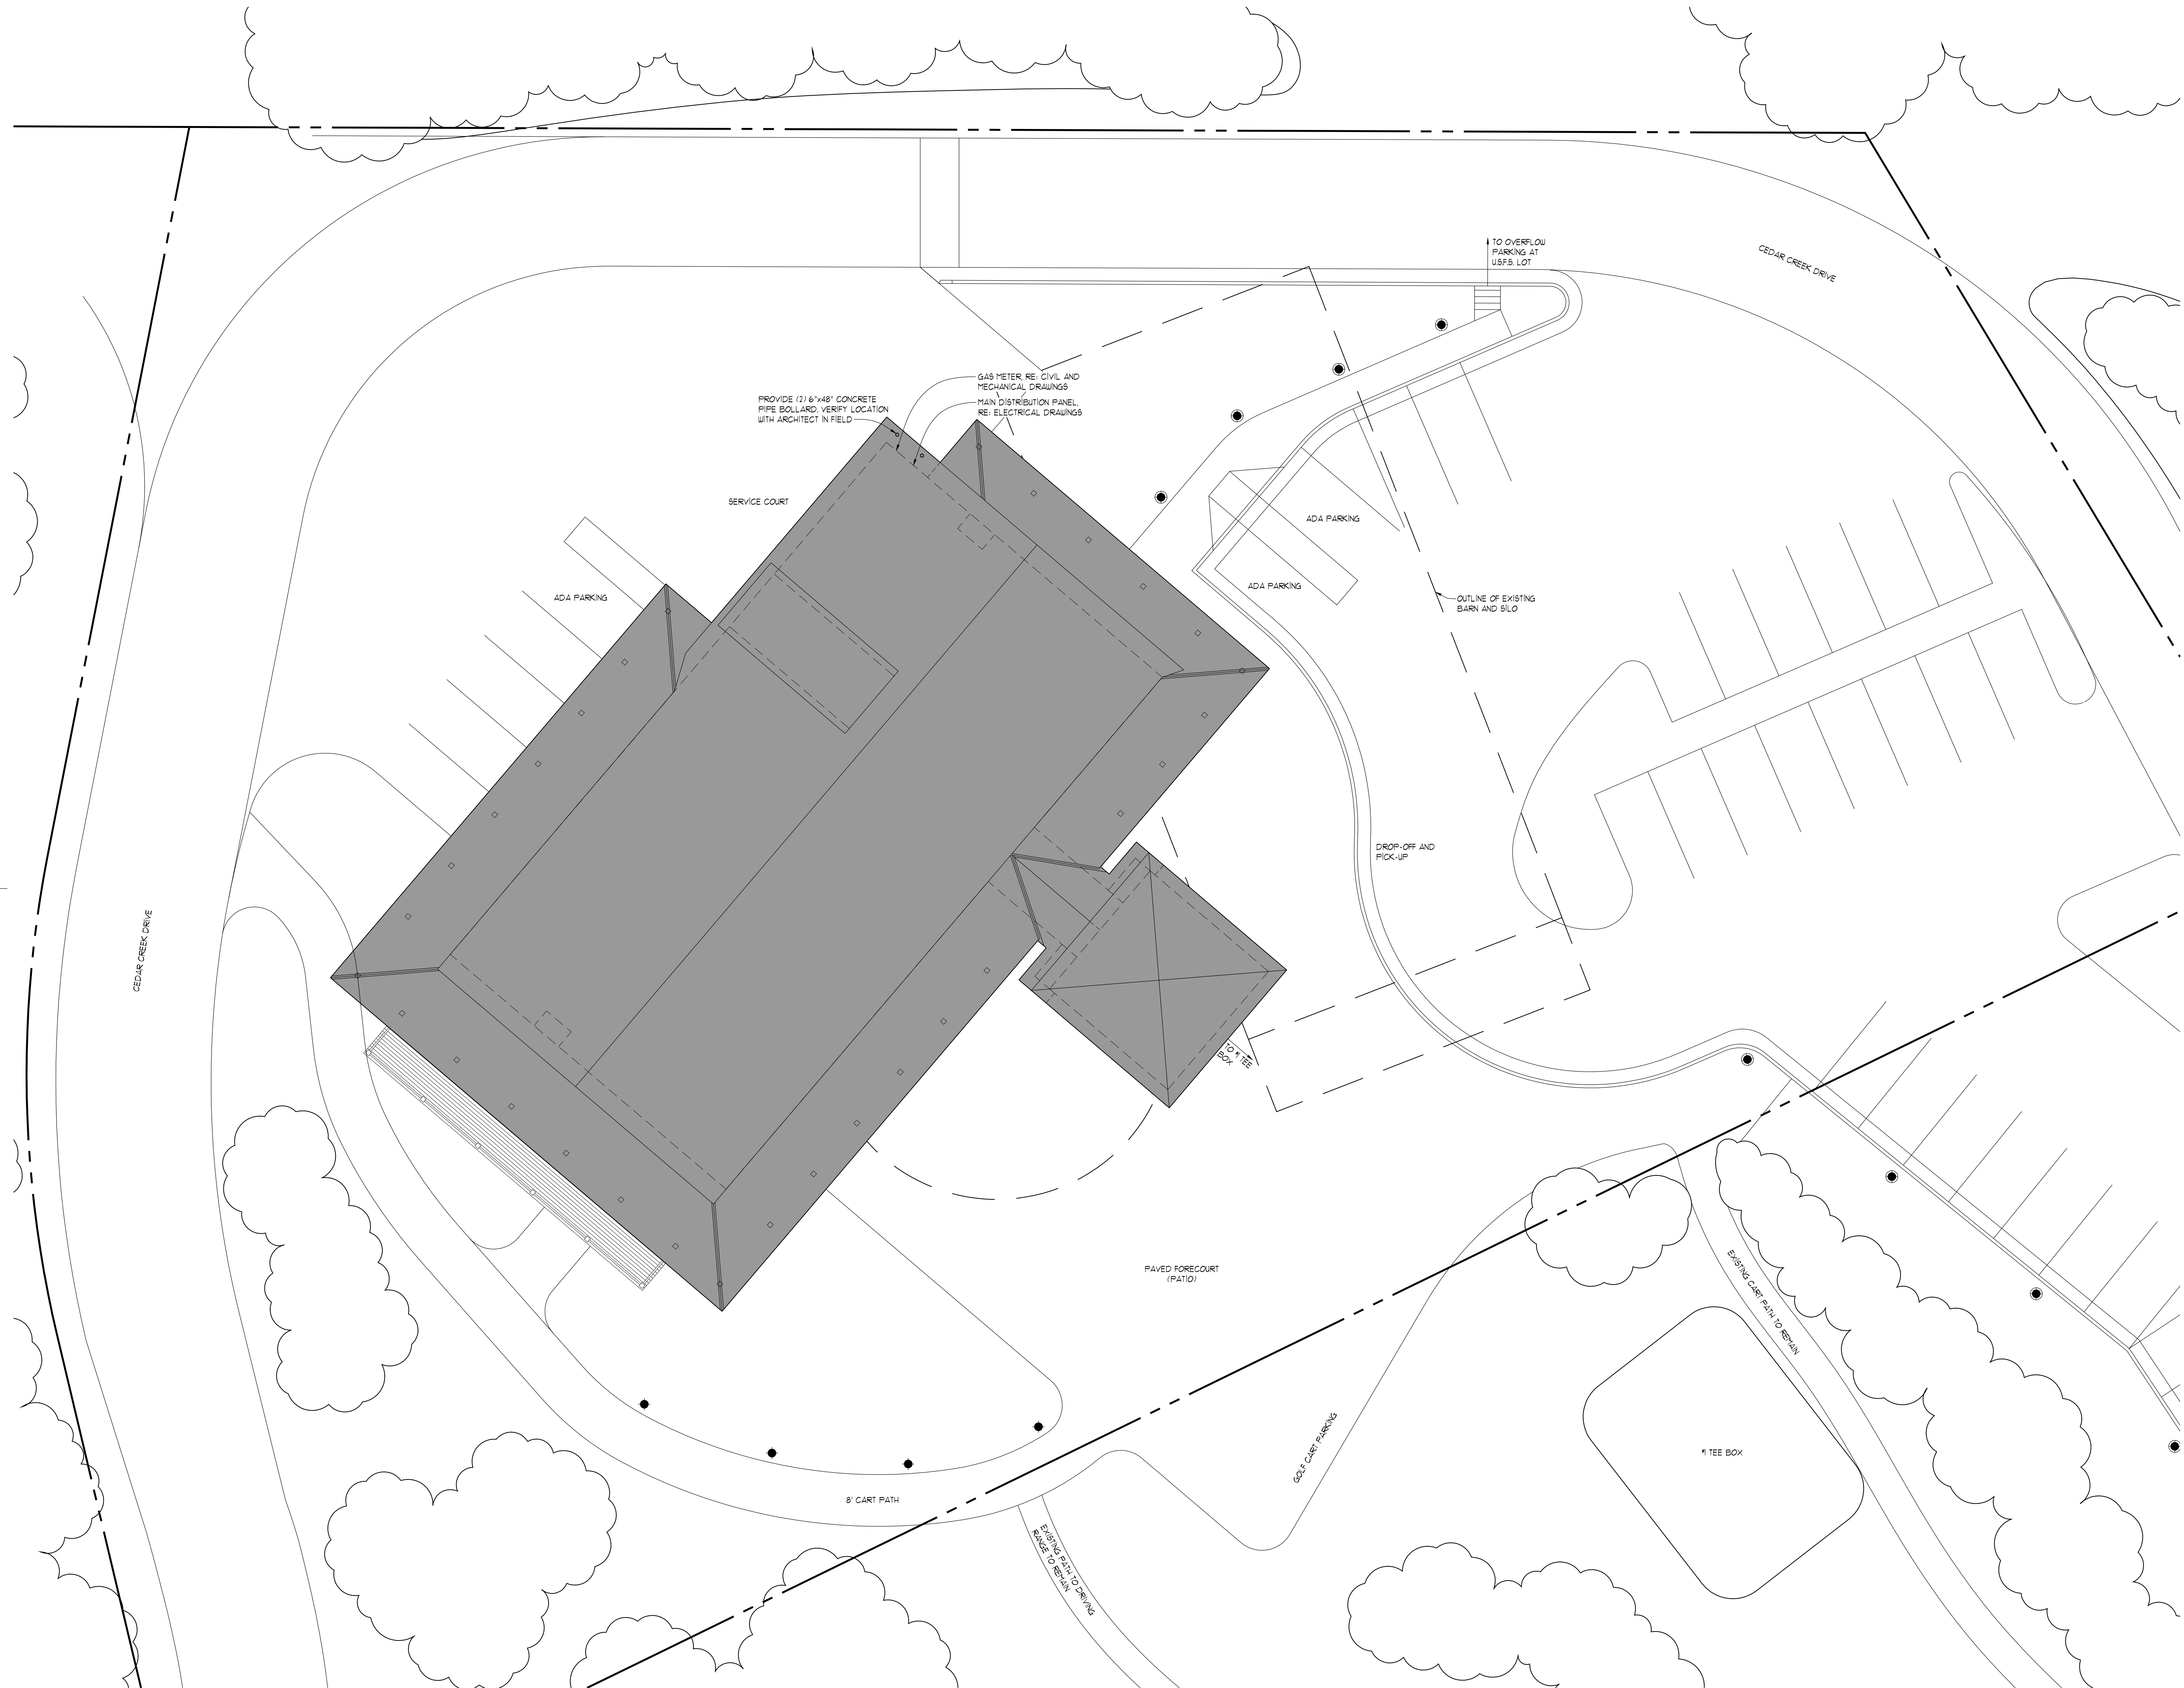 TO OVERFLOW
PARKING AT
U.S.F.S. LOT
CEDAR CREEK DRIVE
GAS METER, RE: CIVIL AND
MECHANICAL DRAWINGS
MAIN DISTRIBUTION PANEL,
RE: ELECTRICAL DRAWINGS
PROVIDE (2) 6"x48" CONCRETE
PIPE BOLLARD. VERIFY LOCATION
WITH ARCHITECT IN FIELD
SERVICE COURT
ADA PARKING
ADA PARKING
ADA PARKING
OUTLINE OF EXISTING
BARN AND SILO
DROP-OFF AND
PICK-UP
CEDAR CREEK DRIVE
TO #1 TEE
BOX
PAVED FORECOURT
(PATIO)
EXISTING CART PATH TO REMAIN
GOLF CART PARKING
#1 TEE BOX
8' CART PATH
EXISTING PATH TO DRIVING
RANGE TO REMAIN